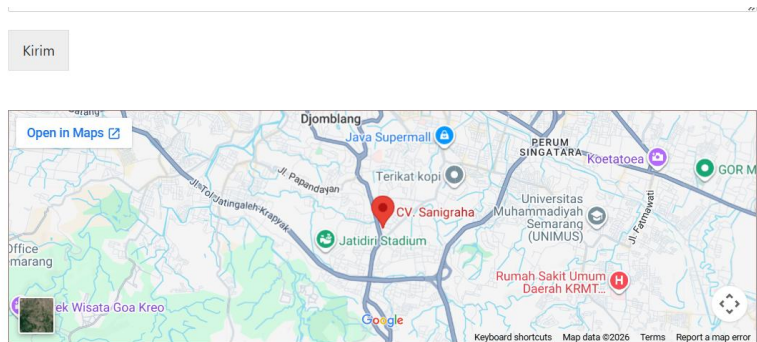 Kirim
Djomblang
Open in Maps
Java Supermall
PERUM
SINGATARA
Koetatoea
GOR M
Jl. Papandayan
Terikat kopi
Jl. Tol Jatingaleh-Krapyak
CV. Sanigraha
Universitas
Muhammadiyah
Semarang
(UNIMUS)
Jl. Fatmawati
Jatidiri Stadium
Office
marang
Rumah Sakit Umum
Daerah KRMT...
H
ek Wisata Goa Kreo
Google
Keyboard shortcuts Map data ©2026 Terms Report a map error